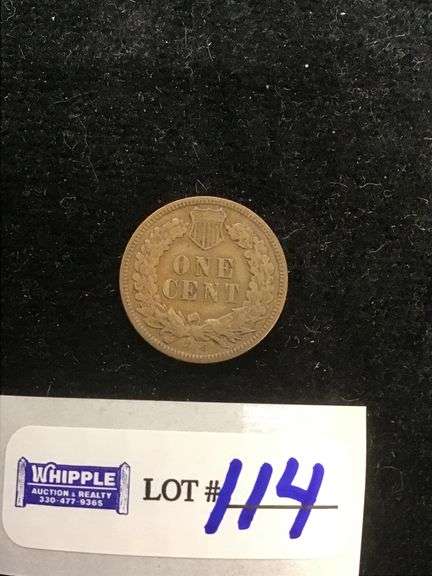 ONE
CENT
WHIPPLE
AUCTION & REALTY
330-477-9365
LOT # 114